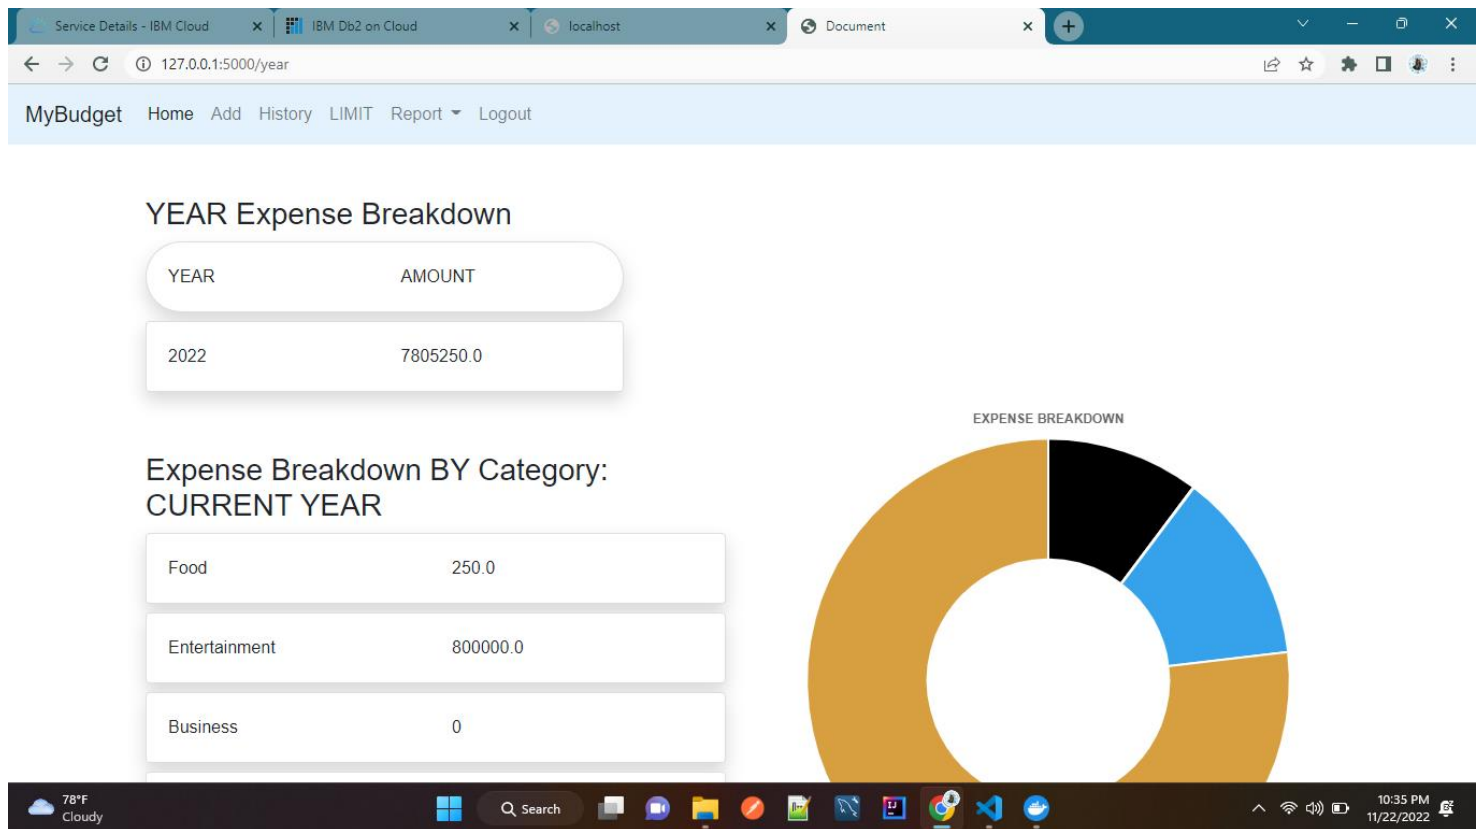 Service Details - IBM Cloud
IBM Db2 on Cloud
localhost
Document
127.0.0.1:5000/year
MyBudget Home Add History LIMIT Report Logout
YEAR Expense Breakdown
YEAR AMOUNT
2022 7805250.0
EXPENSE BREAKDOWN
Expense Breakdown BY Category:
CURRENT YEAR
Food 250.0
Entertainment 800000.0
Business 0
78°F
Cloudy
Search
10:35 PM
11/22/2022